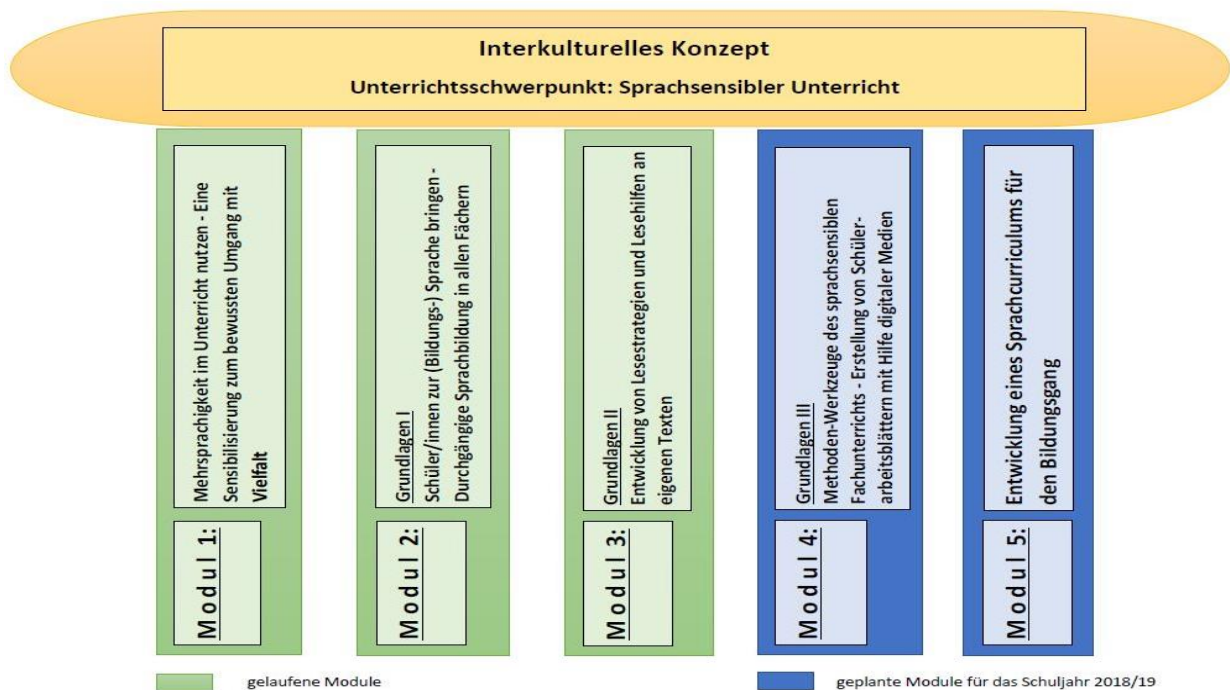 Interkulturelles Konzept
Unterrichtsschwerpunkt: Sprachsensibler Unterricht
Modul 1:
Mehrsprachigkeit im Unterricht nutzen - Eine
Sensibilisierung zum bewussten Umgang mit
Vielfalt
Modul 2:
Grundlagen I
Schüler/innen zur (Bildungs-) Sprache bringen -
Durchgängige Sprachbildung in allen Fächern
Modul 3:
Grundlagen II
Entwicklung von Lesestrategien und Lesehilfen an
eigenen Texten
Modul 4:
Grundlagen III
Methoden-Werkzeuge des sprachsensiblen
Fachunterrichts - Erstellung von Schüler-
arbeitsblättern mit Hilfe digitaler Medien
Modul 5:
Entwicklung eines Sprachcurriculums für
den Bildungsgang
gelaufene Module
geplante Module für das Schuljahr 2018/19